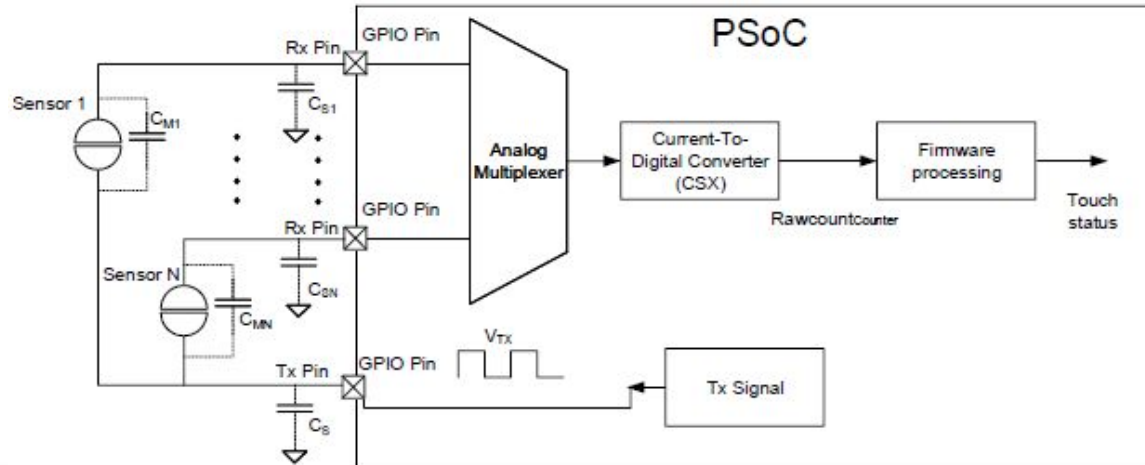 PSoC
GPIO Pin
Rx Pin
Sensor 1
CM1
CS1
Analog
Multiplexer
Current-To-
Digital Converter
(CSX)
Firmware
processing
Rawcountcounter
Touch
status
GPIO Pin
Rx Pin
Sensor N
CMN
CSN
VTX
GPIO Pin
Tx Pin
Tx Signal
CS